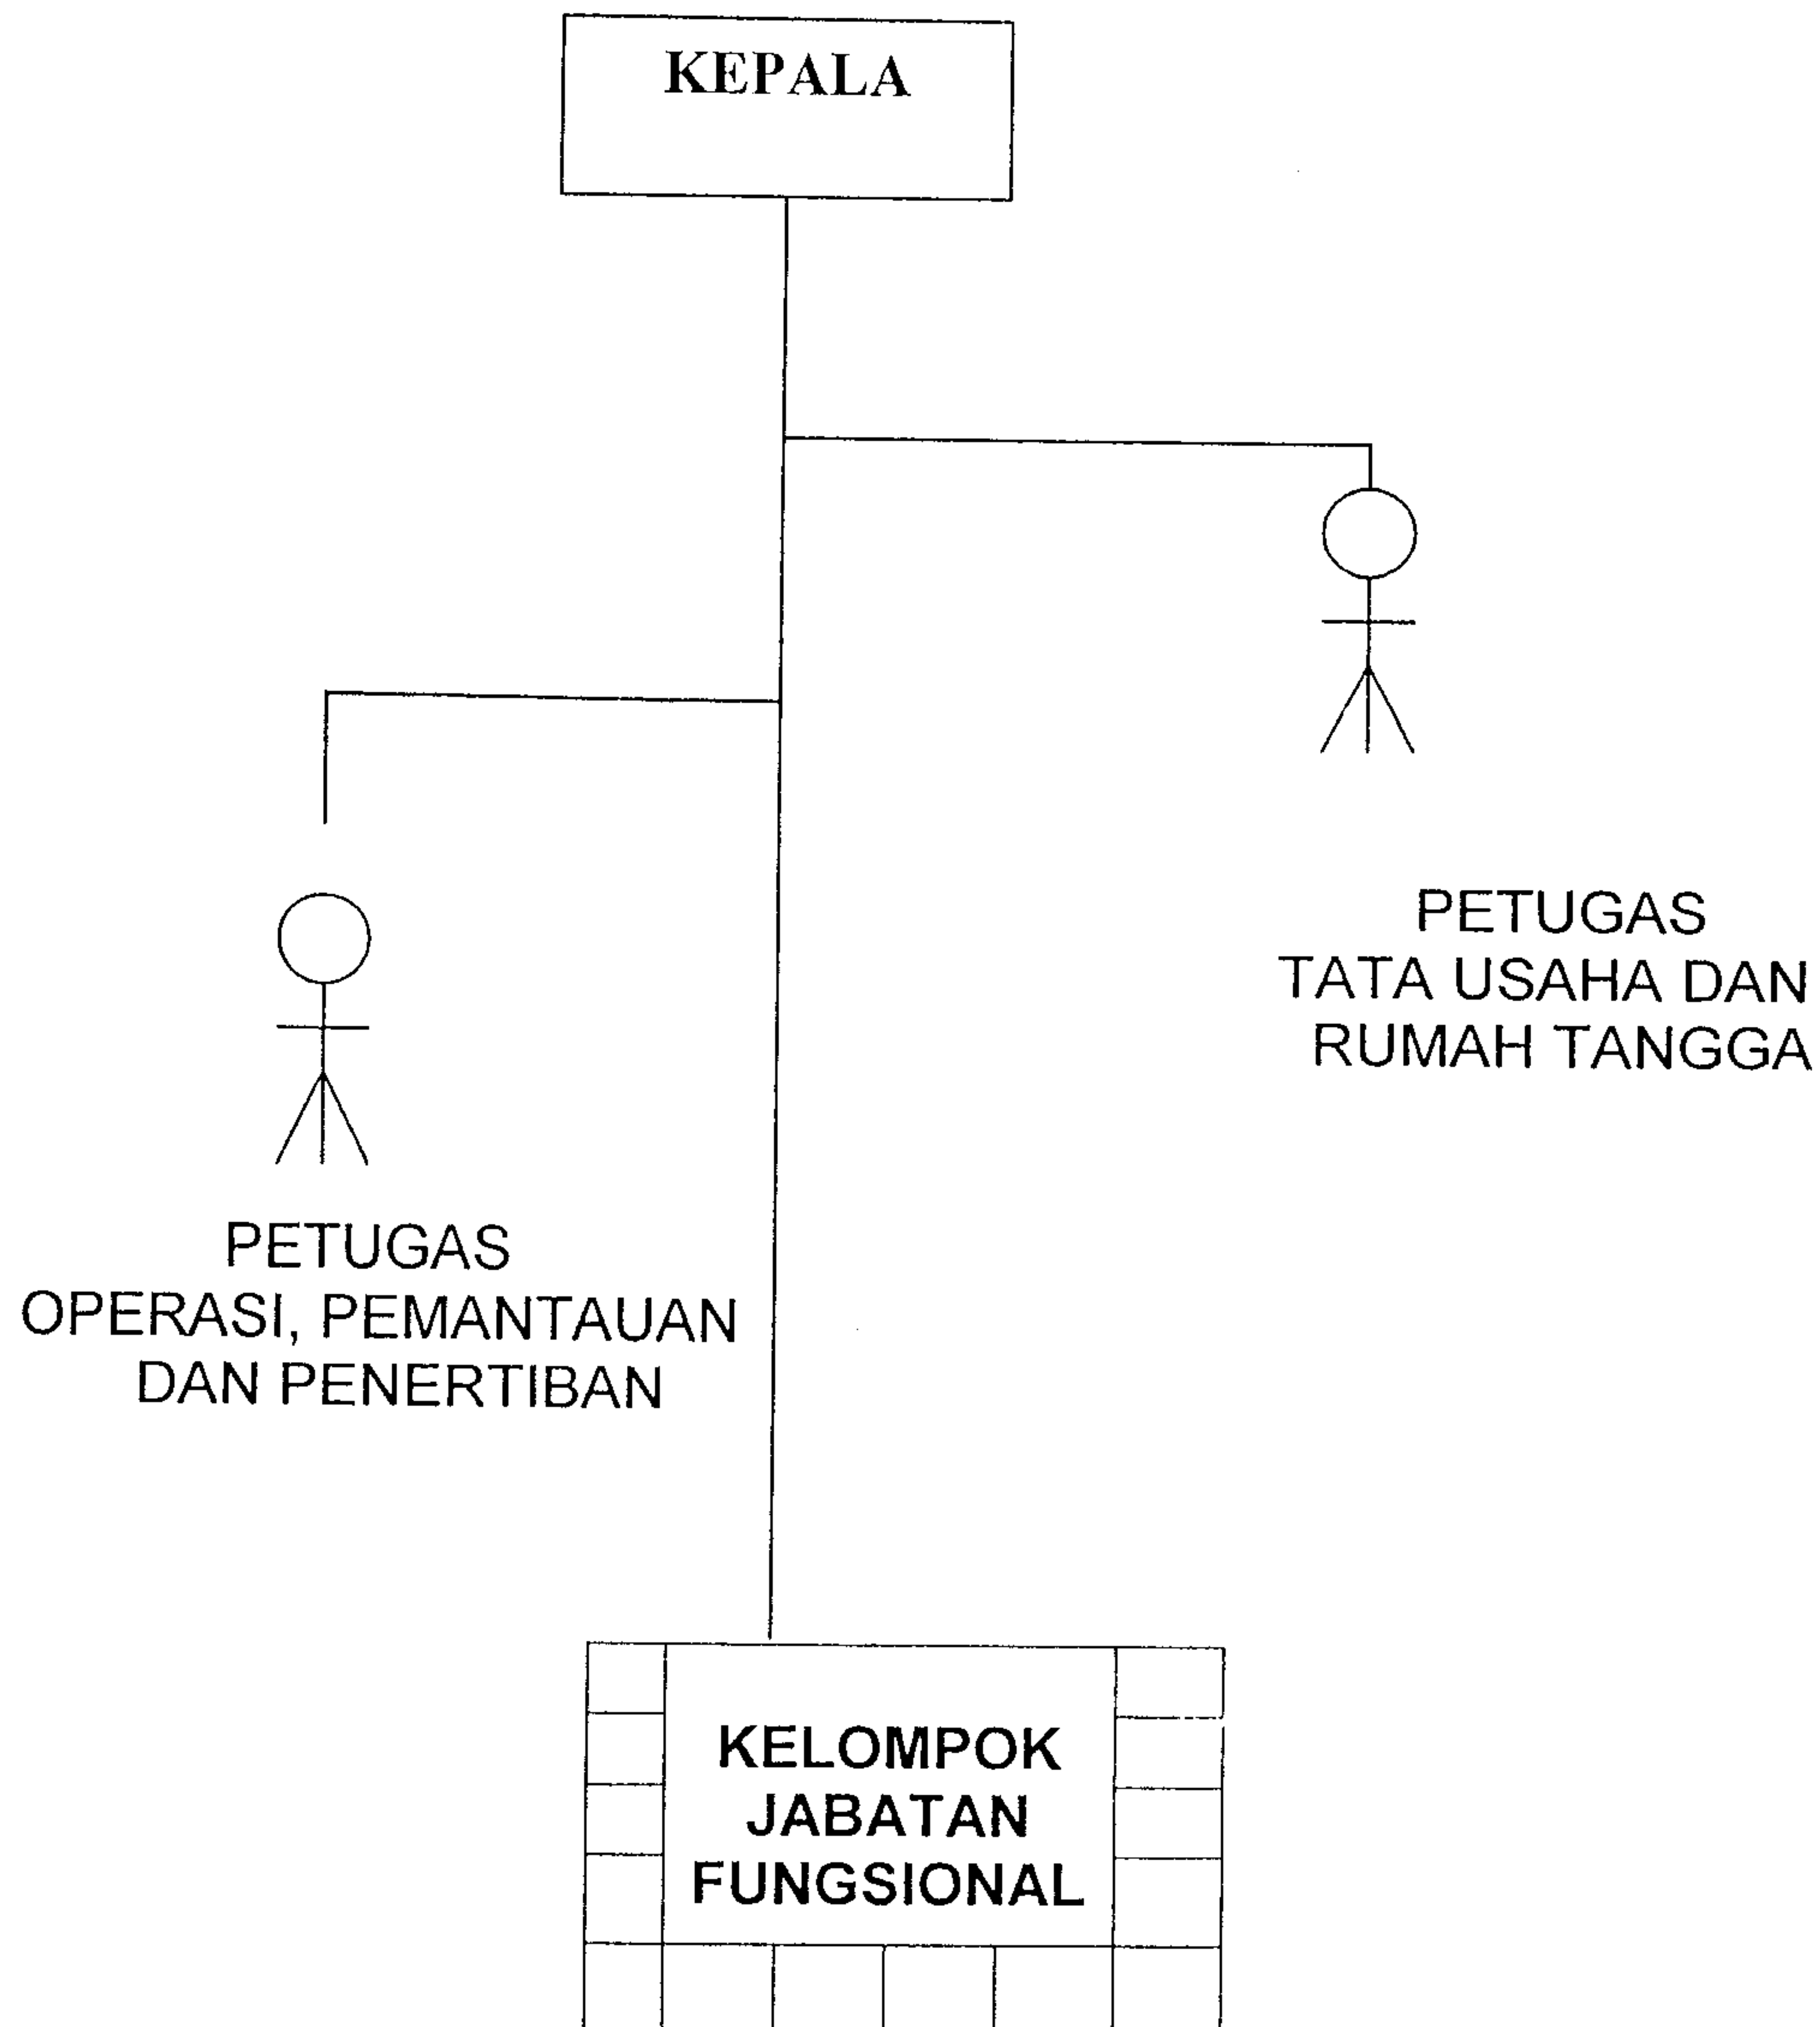 KEPALA
PETUGAS
TATA USAHA DAN
RUMAH TANGGA
PETUGAS
OPERASI, PEMANTAUAN
DAN PENERTIBAN
KELOMPOK
JABATAN
FUNGSIONAL